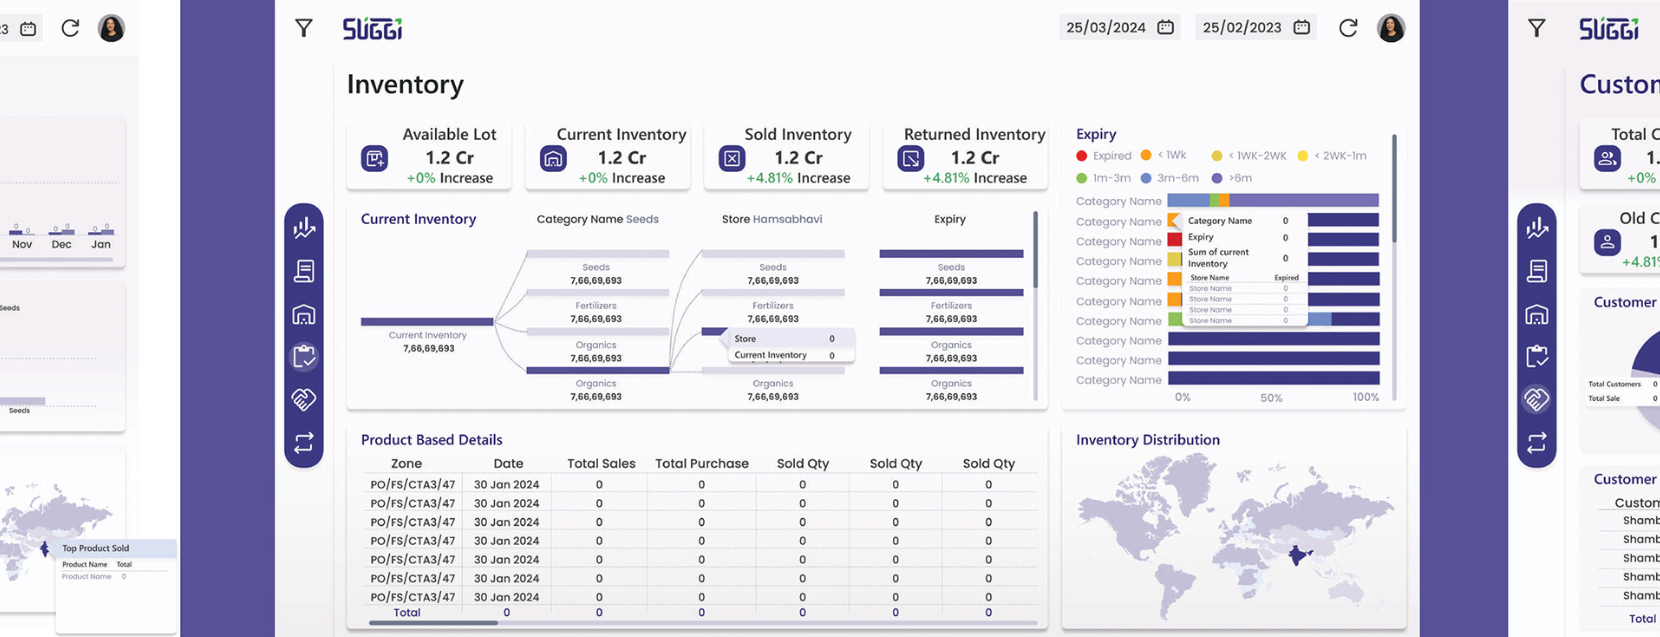 3
Nov Dec Jan
0 0 0 0 0 0
Seeds
Seeds
Top Product Sold
Product Name Total
Product Name 0
SUGGI
25/03/2024
25/02/2023
Inventory
Available Lot
1.2 Cr
+0% Increase
Current Inventory
1.2 Cr
+0% Increase
Sold Inventory
1.2 Cr
+4.81% Increase
Returned Inventory
1.2 Cr
+4.81% Increase
Current Inventory
Category Name Seeds
Store Hamsabhavi
Expiry
Current Inventory
7,66,69,693
Seeds
7,66,69,693
Fertilizers
7,66,69,693
Organics
7,66,69,693
Organics
7,66,69,693
Seeds
7,66,69,693
Fertilizers
7,66,69,693
Store 0
Current Inventory 0
Organics
7,66,69,693
Seeds
7,66,69,693
Fertilizers
7,66,69,693
Organics
7,66,69,693
Organics
7,66,69,693
Expiry
Expired < 1Wk < 1WK-2WK < 2WK-1m
1m-3m 3m-6m >6m
Category Name
Category Name
Category Name
Category Name
Category Name
Category Name
Category Name
Category Name
Category Name
Category Name
0% 50% 100%
Category Name 0
Expiry 0
Sum of current
Inventory 0
Store Name Expired
Store Name 0
Store Name 0
Store Name 0
Store Name 0
Product Based Details
Zone Date Total Sales Total Purchase Sold Qty Sold Qty Sold Qty
PO/FS/CTA3/47 30 Jan 2024 0 0 0 0 0
PO/FS/CTA3/47 30 Jan 2024 0 0 0 0 0
PO/FS/CTA3/47 30 Jan 2024 0 0 0 0 0
PO/FS/CTA3/47 30 Jan 2024 0 0 0 0 0
PO/FS/CTA3/47 30 Jan 2024 0 0 0 0 0
PO/FS/CTA3/47 30 Jan 2024 0 0 0 0 0
PO/FS/CTA3/47 30 Jan 2024 0 0 0 0 0
Total 0 0 0 0 0 0
Inventory Distribution
SUGGI
Custom
Total C
1.
+0%
Old C
1
+4.81%
Customer
Total Customers 0
Total Sale 0
Customer
Custom
Shamb
Shamb
Shamb
Shamb
Shamb
Total